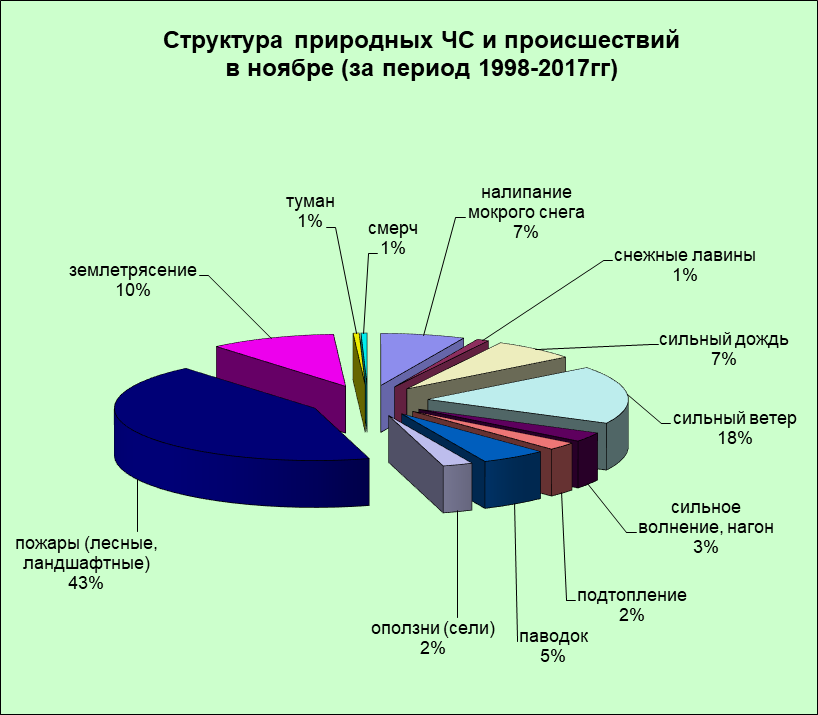 Структура природных ЧС и происшествий
в ноябре (за период 1998-2017гг)
налипание
мокрого снега
7%
снежные лавины
1%
сильный дождь
7%
сильный ветер
18%
сильное
волнение, нагон
3%
подтопление
2%
паводок
5%
оползни (сели)
2%
пожары (лесные,
ландшафтные)
43%
землетрясение
10%
туман
1%
смерч
1%